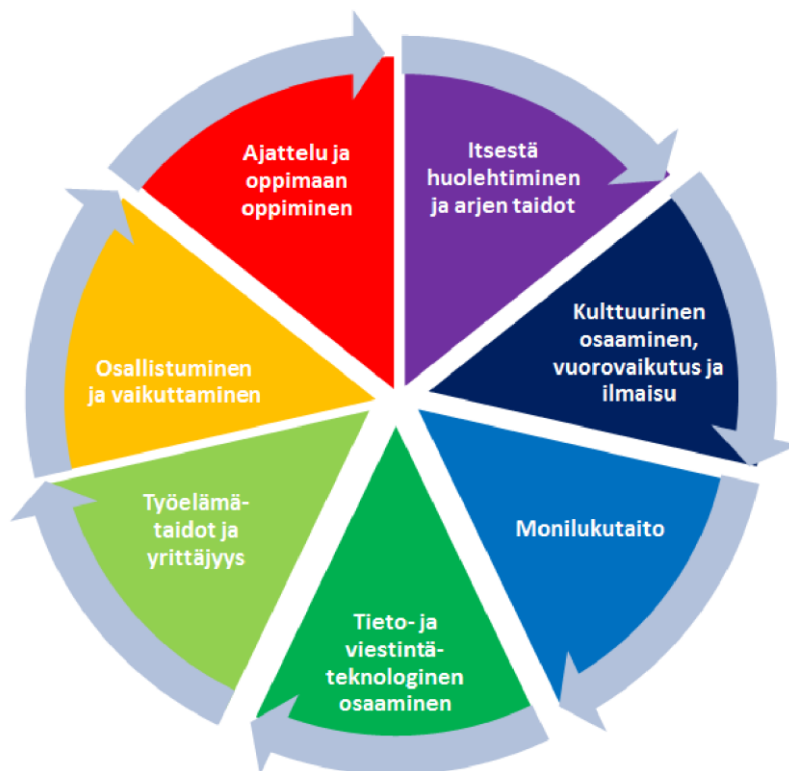 Ajattelu ja
oppimaan
oppiminen
Itsestä
huolehtiminen
ja arjen taidot
Kulttuurinen
osaaminen,
vuorovaikutus ja
ilmaisu
Monilukutaito
Tieto- ja
viestintä-
teknologinen
osaaminen
Työelämä-
taidot ja
yrittäjyys
Osallistuminen
ja vaikuttaminen